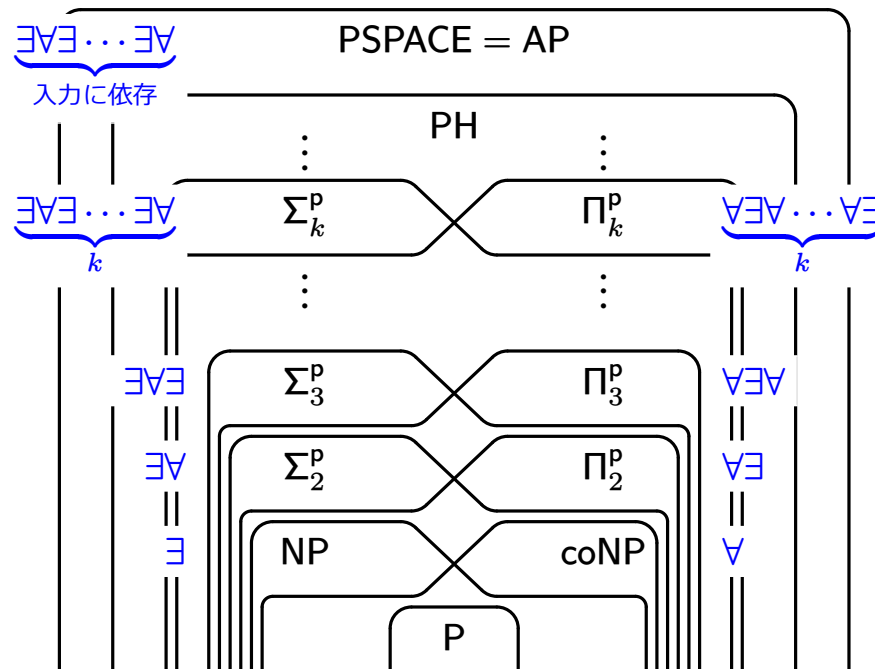 ∃∀∃⋯∃∀ PSPACE = AP
入力に依存
PH
⋮ ⋮
∃∀∃⋯∃∀ Σₖᵖ Πₖᵖ ∀∃∀⋯∀∃
k k
⋮ ⋮
∃∀∃ Σ₃ᵖ Π₃ᵖ ∀∃∀
∃∀ Σ₂ᵖ Π₂ᵖ ∀∃
∃ NP coNP ∀
P